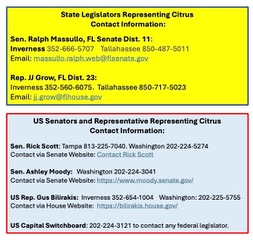 State Legislators Representing Citrus
Contact Information:
Sen. Ralph Massullo, FL Senate Dist. 11:
Inverness 352-666-5707 Tallahassee 850-487-5011
Email: massullo.ralph.web@flsenate.gov
Rep. JJ Grow, FL Dist. 23:
Inverness 352-560-6075. Tallahassee 850-717-5023
Email: jj.grow@flhouse.gov
US Senators and Representative Representing Citrus
Contact Information:
Sen. Rick Scott: Tampa 813-225-7040. Washington 202-224-5274
Contact via Senate Website: Contact Rick Scott
Sen. Ashley Moody: Washington 202-224-3041
Contact via Senate Website: https://www.moody.senate.gov/
US Rep. Gus Bilirakis: Inverness 352-654-1004 Washington: 202-225-5755
Contact via House Website: https://bilirakis.house.gov/
US Capital Switchboard: 202-224-3121 to contact any federal legislator.